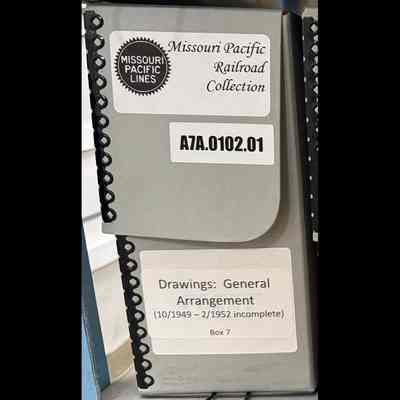 MISSOURI
PACIFIC
LINES
Missouri Pacific
Railroad
Collection
A7A.0102.01
Drawings: General
Arrangement
(10/1949 – 2/1952 incomplete)
Box 7